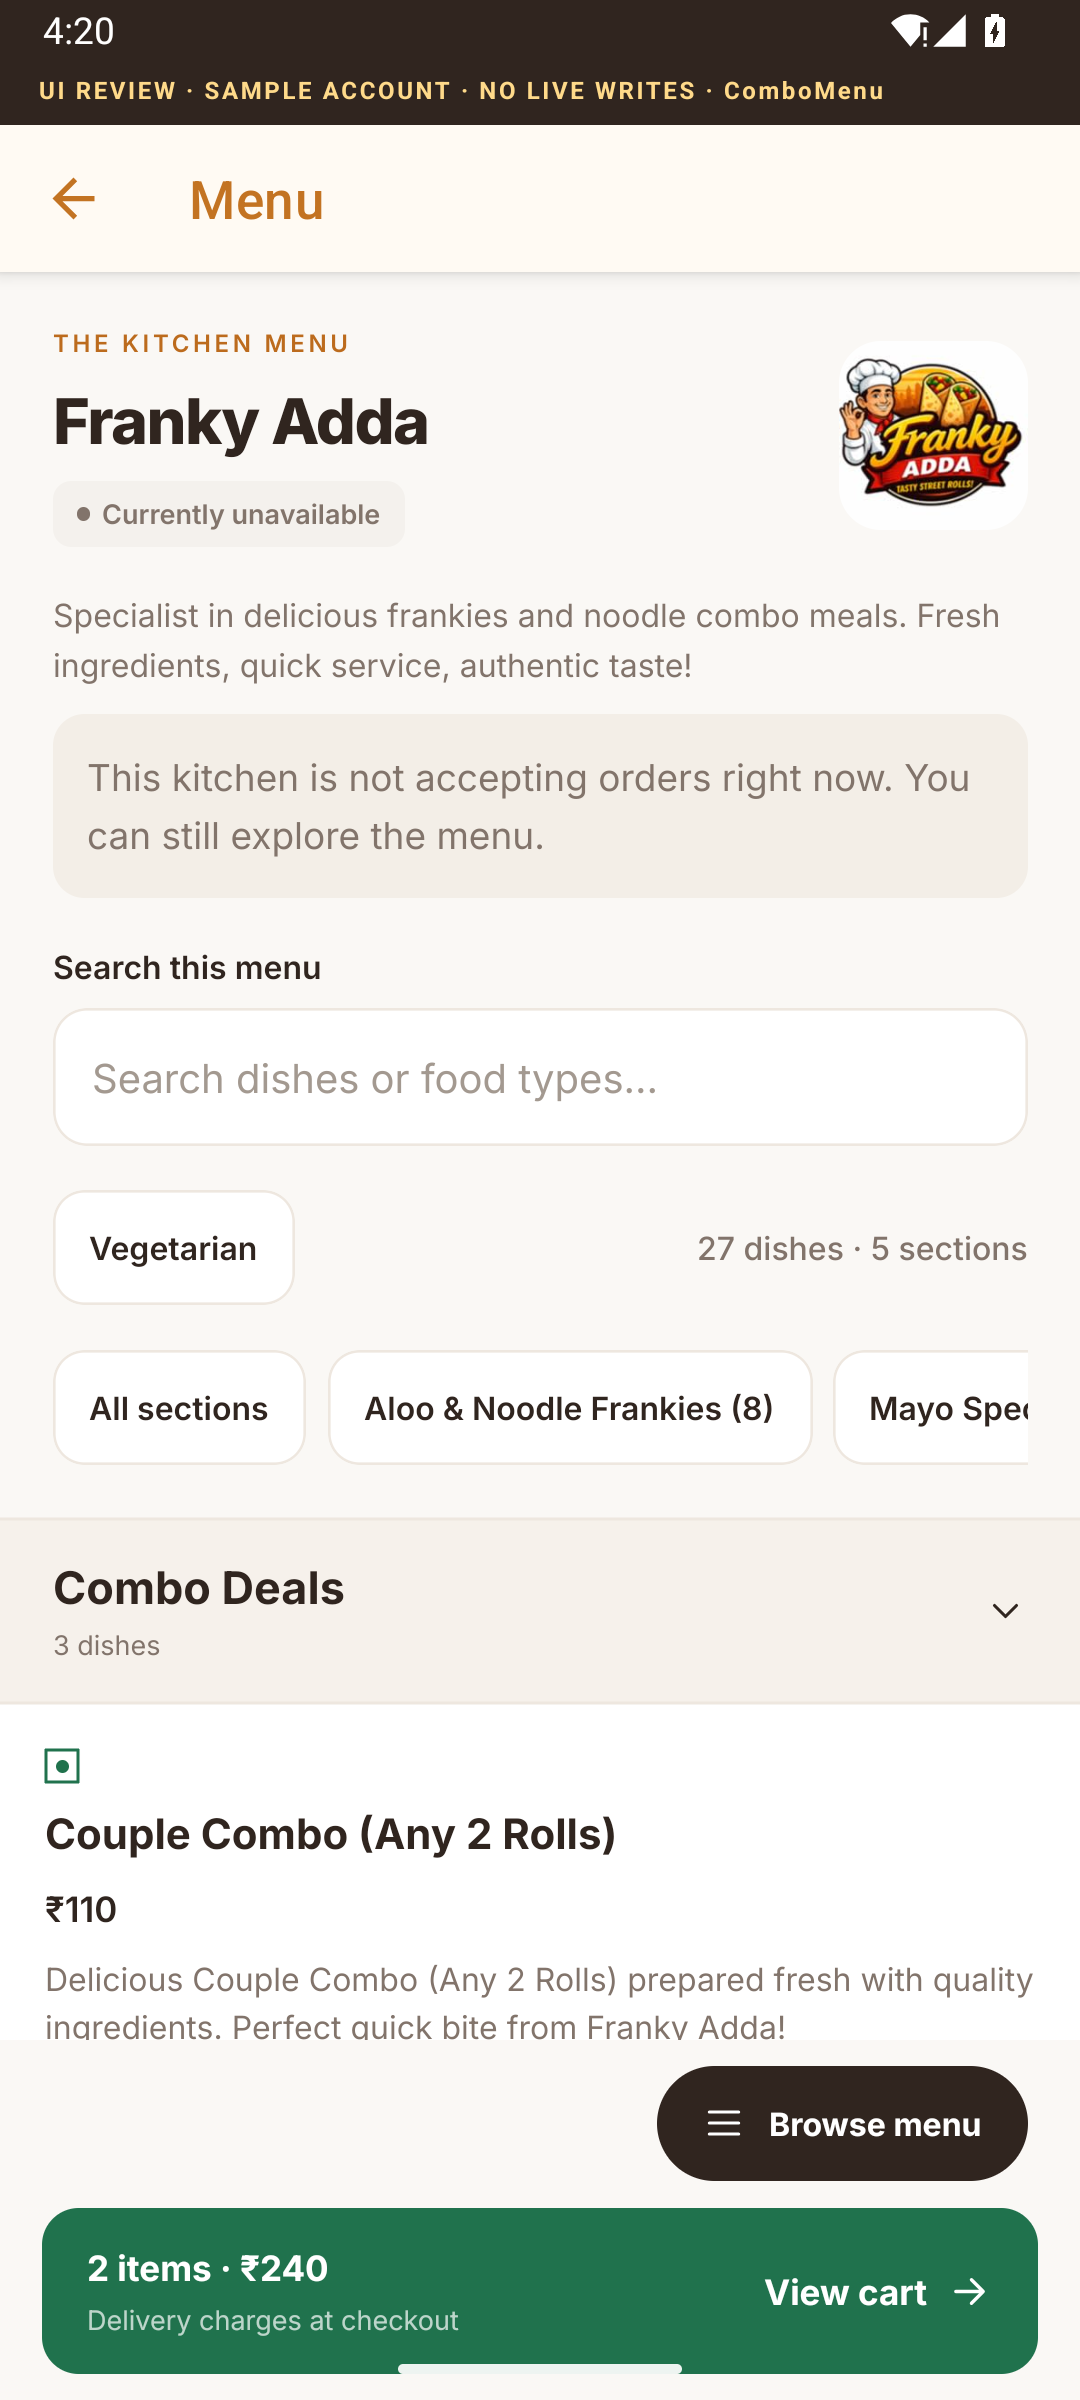 4:20
UI REVIEW · SAMPLE ACCOUNT · NO LIVE WRITES · ComboMenu
Menu
THE KITCHEN MENU
Franky Adda
Franky
ADDA
TASTY STREET ROLLS!
Currently unavailable
Specialist in delicious frankies and noodle combo meals. Fresh
ingredients, quick service, authentic taste!
This kitchen is not accepting orders right now. You
can still explore the menu.
Search this menu
Search dishes or food types...
Vegetarian
27 dishes · 5 sections
All sections
Aloo & Noodle Frankies (8)
Mayo Spec
Combo Deals
3 dishes
Couple Combo (Any 2 Rolls)
₹110
Delicious Couple Combo (Any 2 Rolls) prepared fresh with quality
ingredients. Perfect quick bite from Franky Adda!
Browse menu
2 items · ₹240
Delivery charges at checkout
View cart